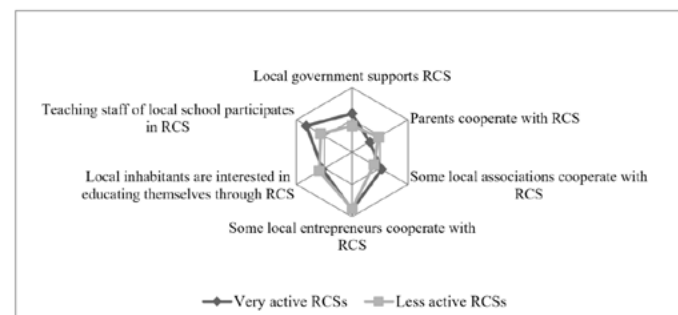 Local government supports RCS
Teaching staff of local school participates
in RCS
Parents cooperate with RCS
Local inhabitants are interested in
educating themselves through RCS
Some local associations cooperate with
RCS
Some local entrepreneurs cooperate with
RCS
Very active RCSs
Less active RCSs